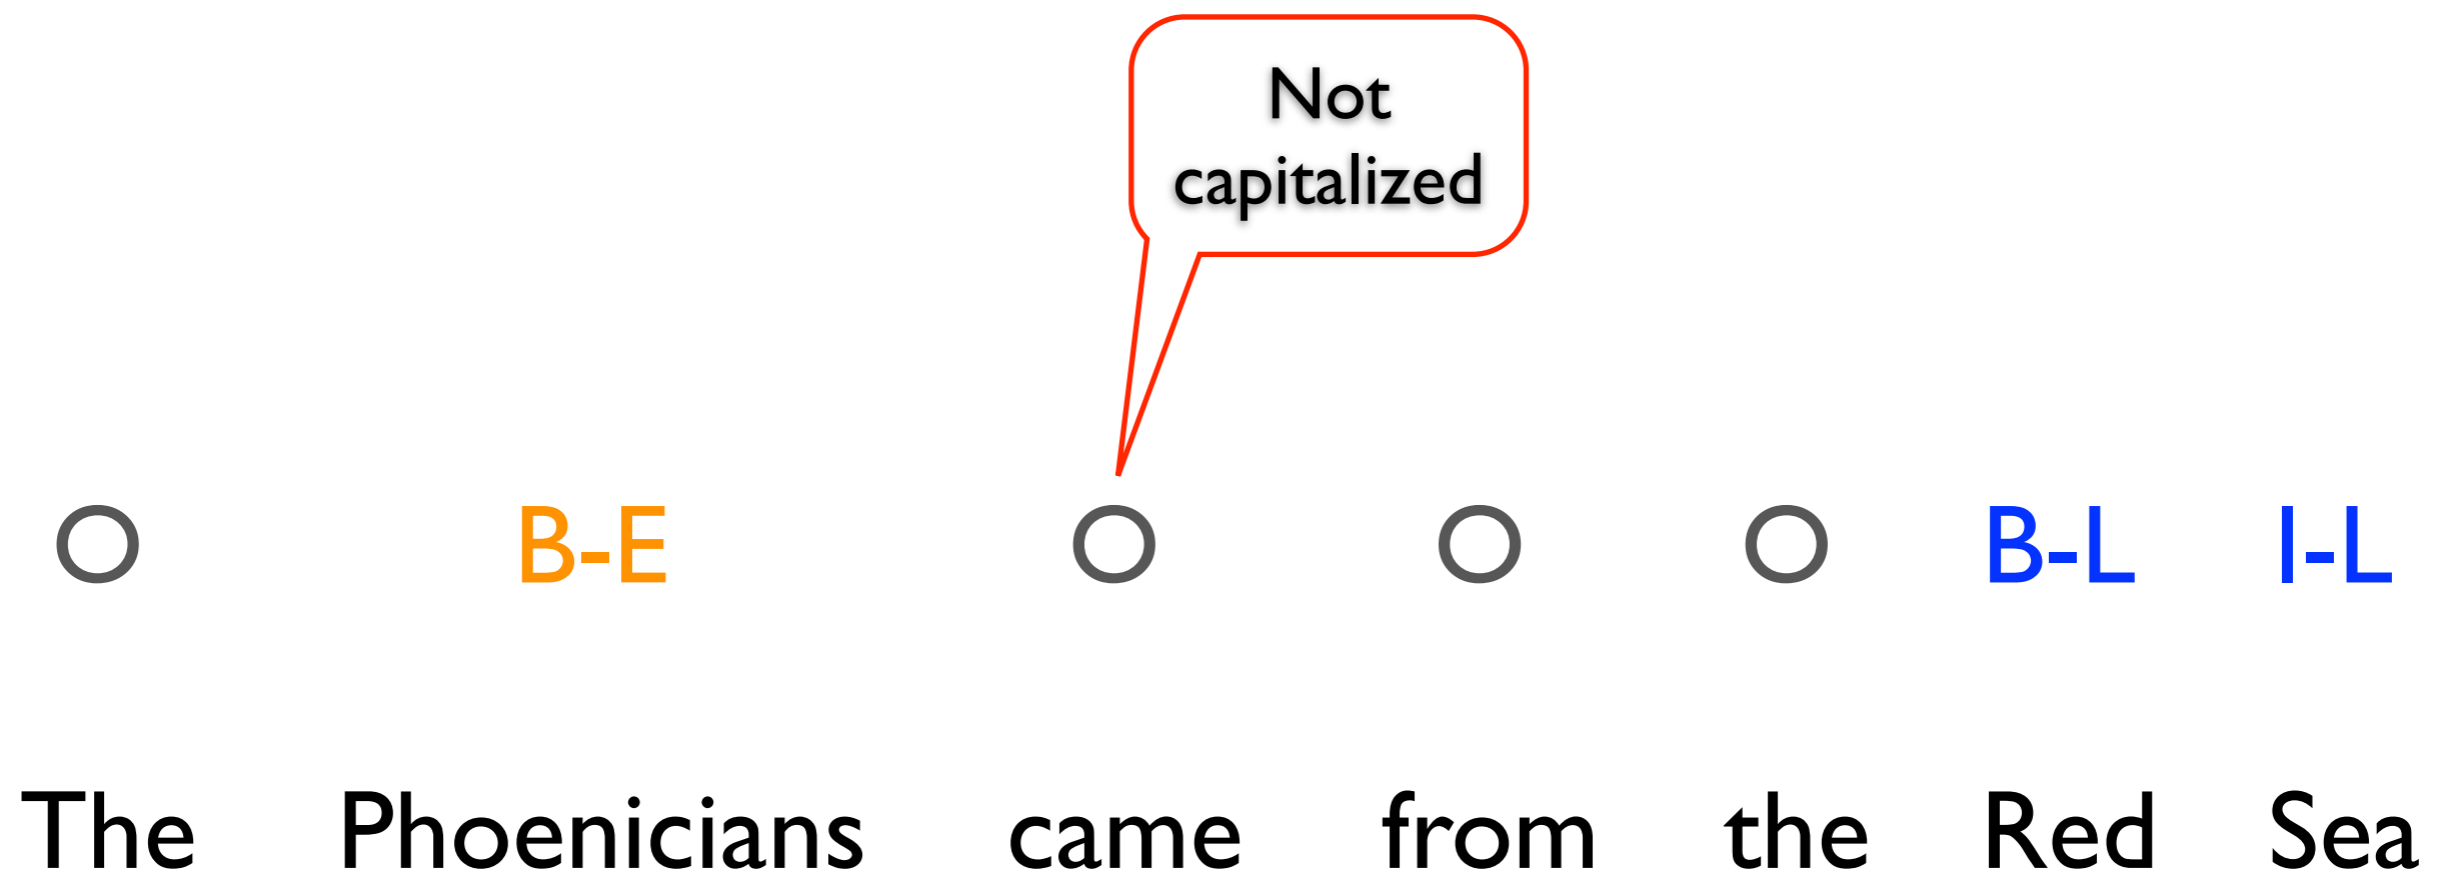 Not
capitalized
O B-E O O O B-L I-L
The Phoenicians came from the Red Sea